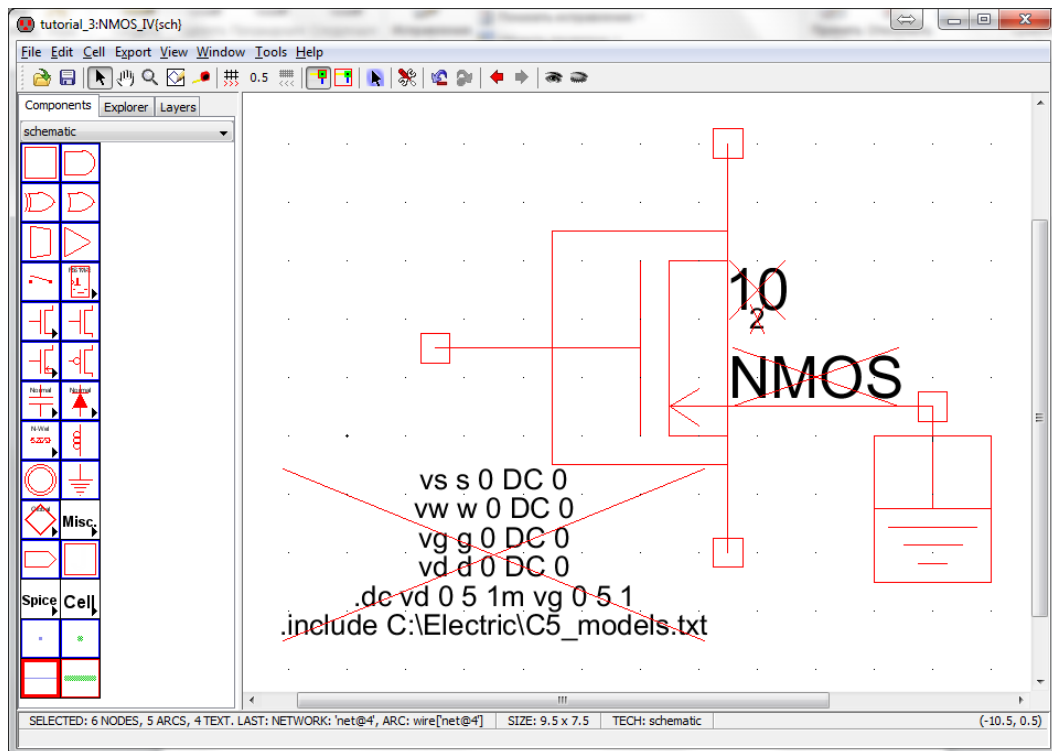 tutorial_3:NMOS_IV{sch}
File Edit Cell Export View Window Tools Help
0.5
Components Explorer Layers
schematic
Normal
N-Wel
Misc.
Spice
Cell
10
2
NMOS
vs s 0 DC 0
vw w 0 DC 0
vg g 0 DC 0
vd d 0 DC 0
.dc vd 0 5 1m vg 0 5 1
.include C:\Electric\C5_models.txt
SELECTED: 6 NODES, 5 ARCS, 4 TEXT. LAST: NETWORK: 'net@4', ARC: wire['net@4']
SIZE: 9.5 x 7.5
TECH: schematic
(-10.5, 0.5)